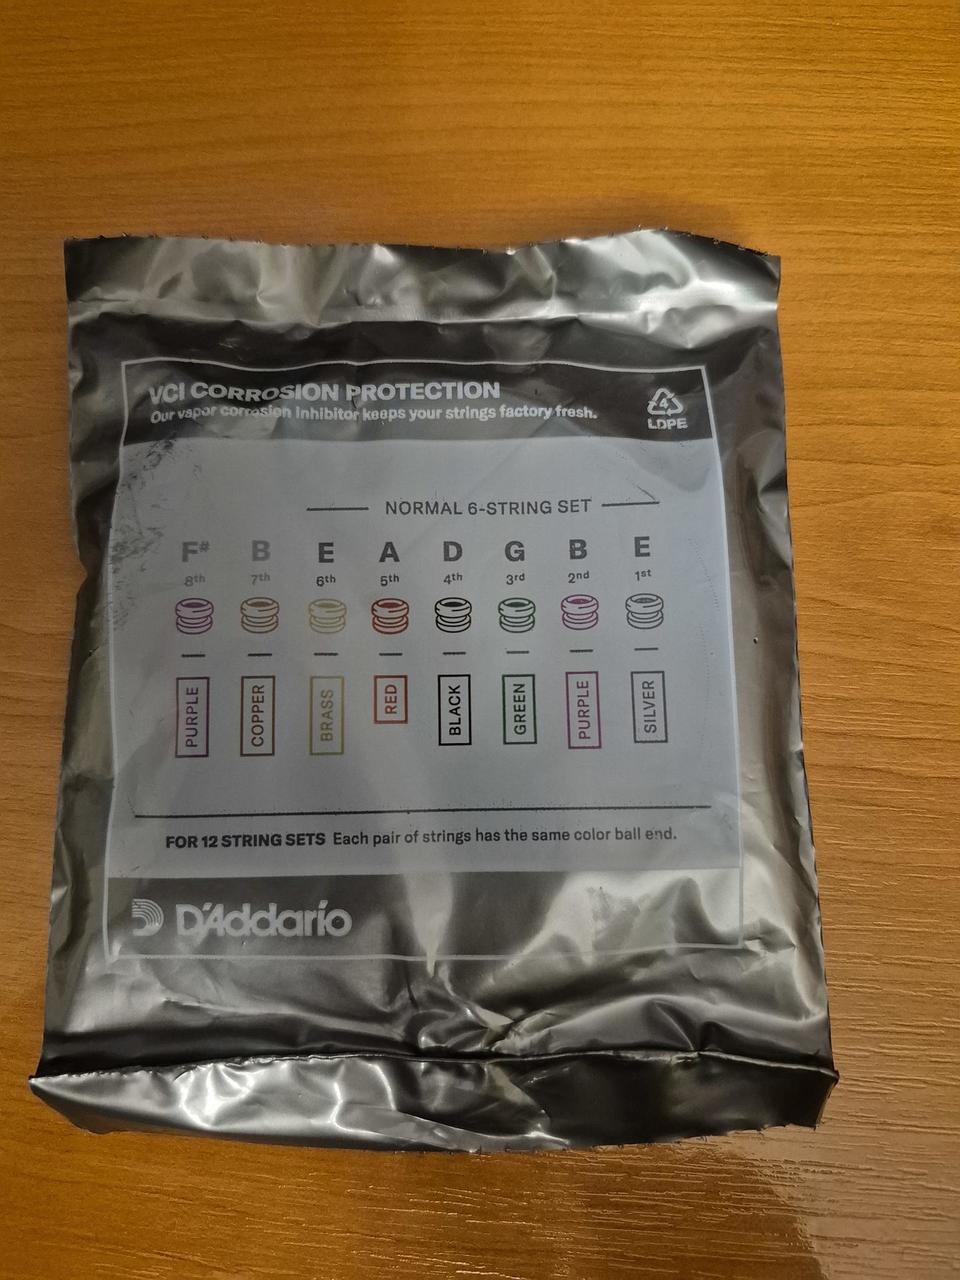 VCI CORROSION PROTECTION
Our vapor corrosion inhibitor keeps your strings factory fresh.
4
LDPE
NORMAL 6-STRING SET
F# B E A D G B E
8th 7th 6th 5th 4th 3rd 2nd 1st
PURPLE COPPER BRASS RED BLACK GREEN PURPLE SILVER
FOR 12 STRING SETS Each pair of strings has the same color ball end.
D'Addario